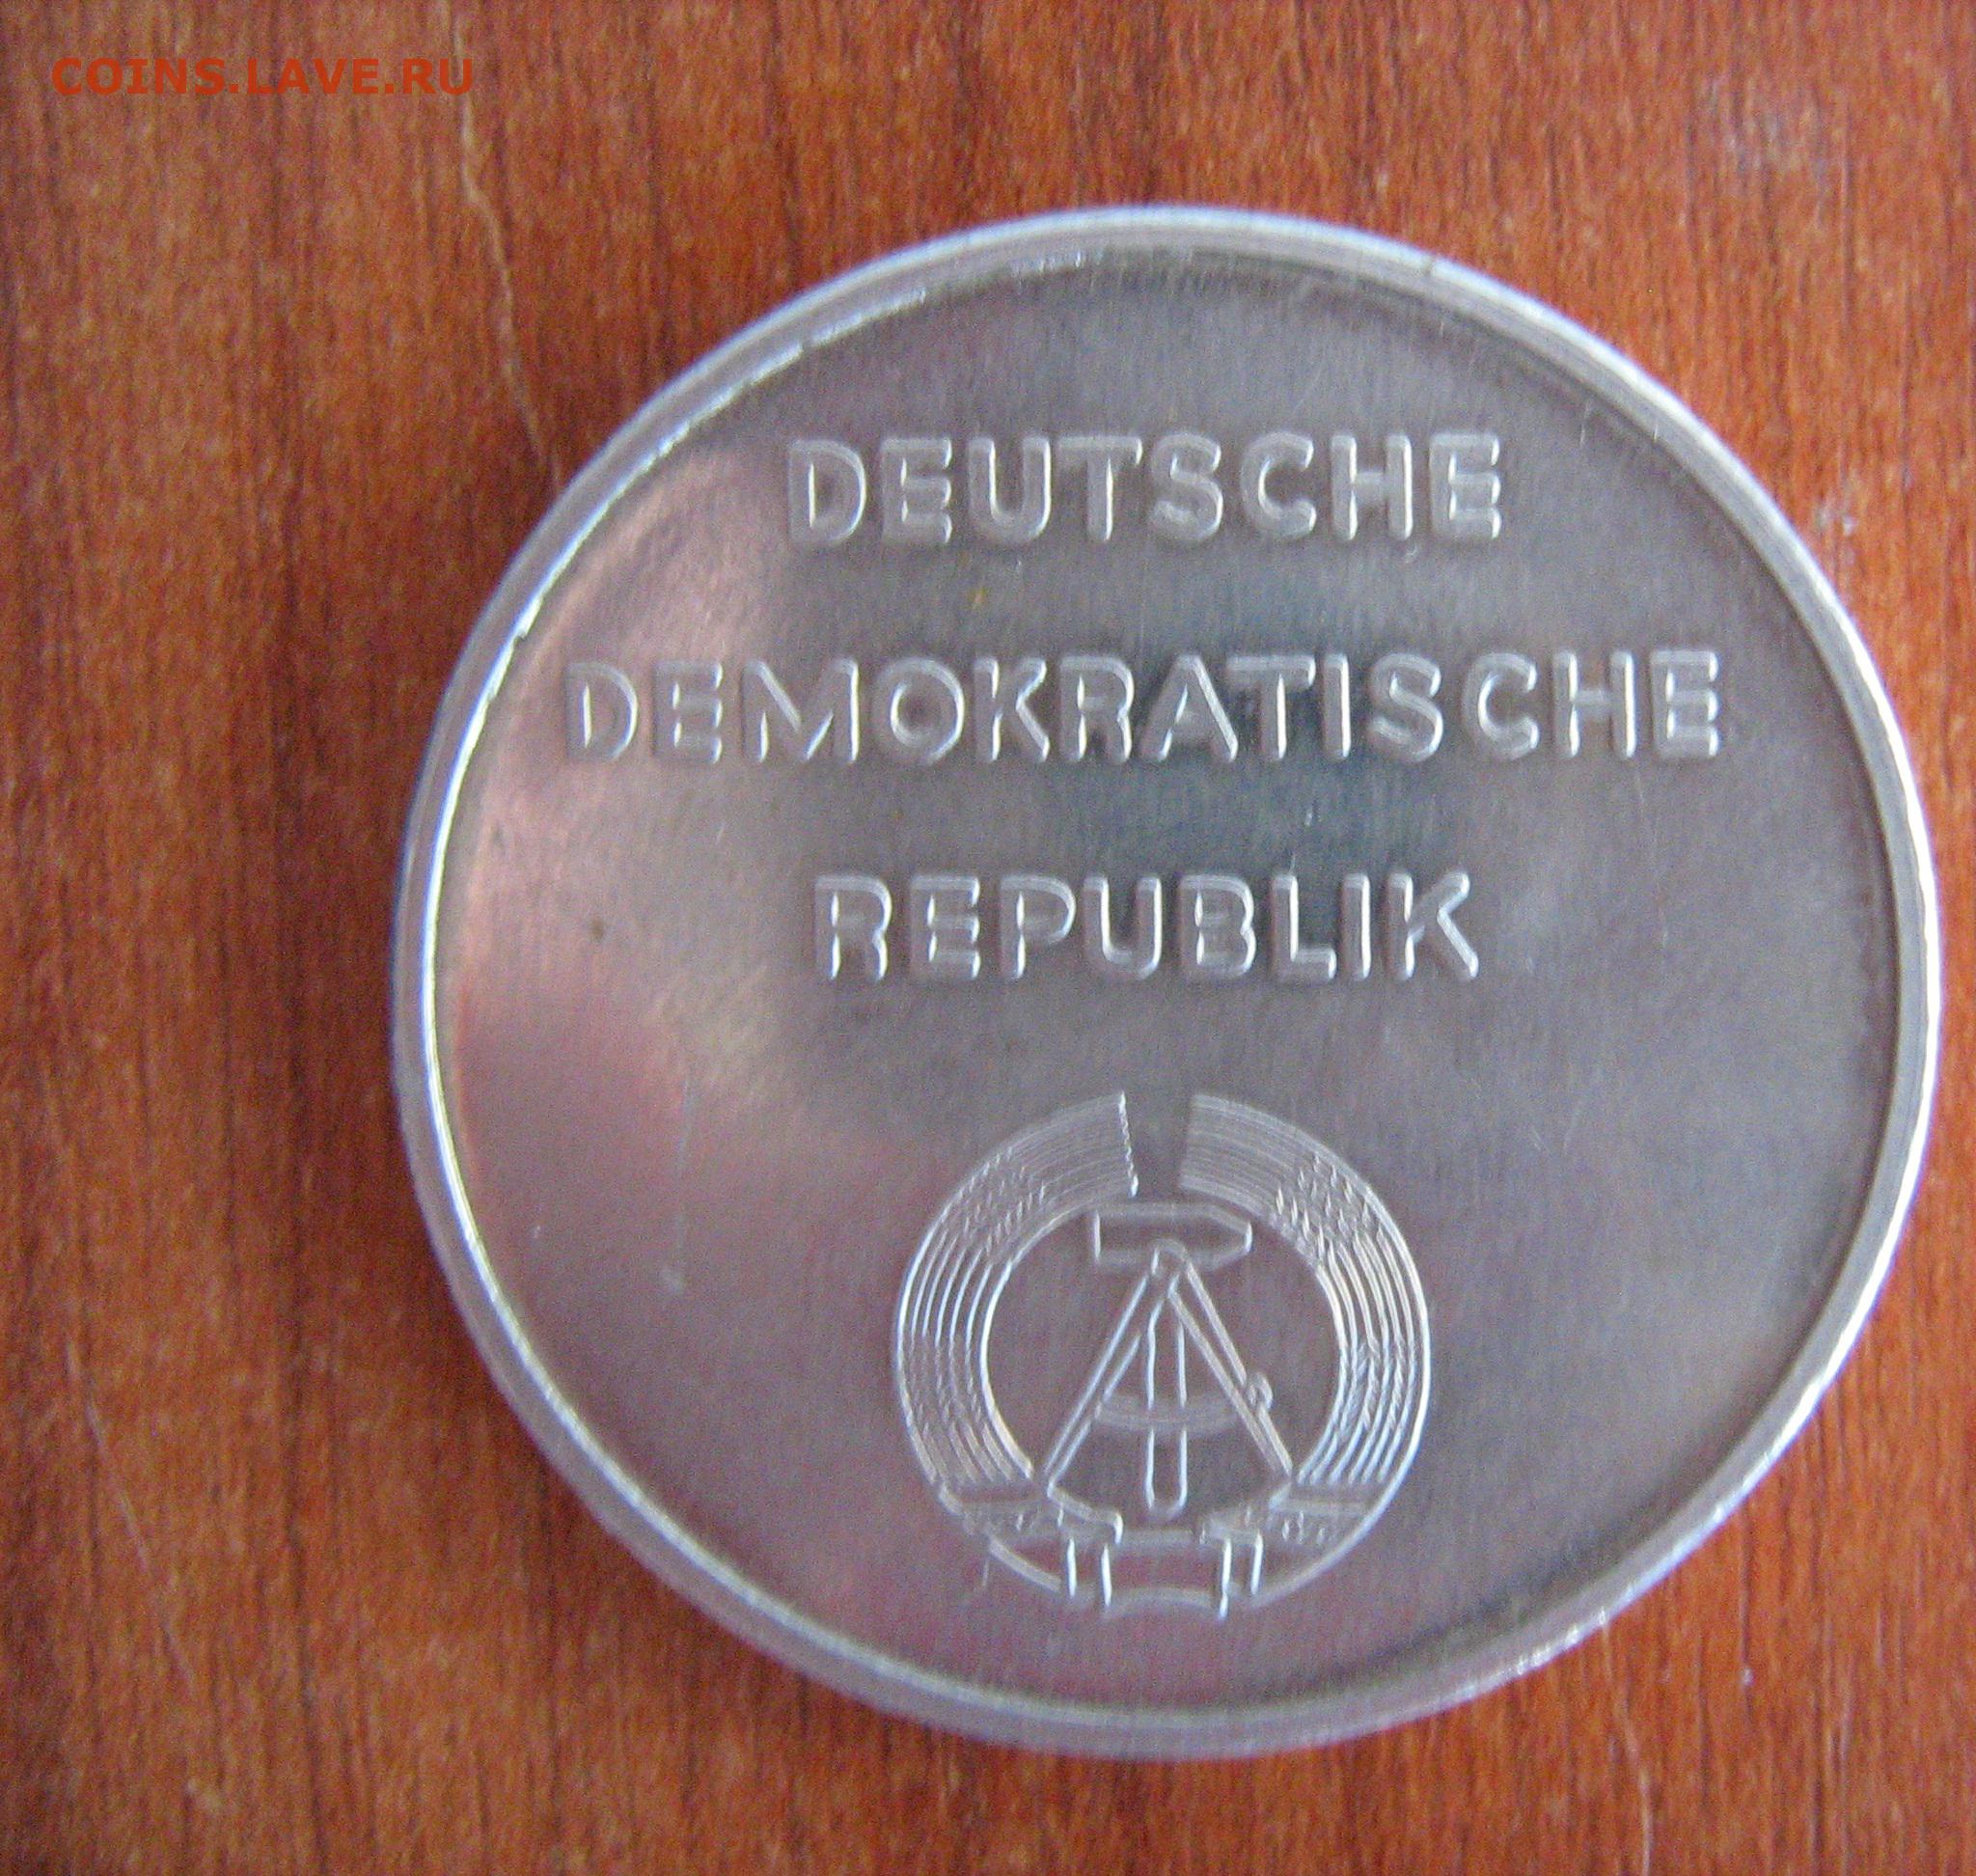 COINS.LAVE.RU
DEUTSCHE
DEMOKRATISCHE
REPUBLIK